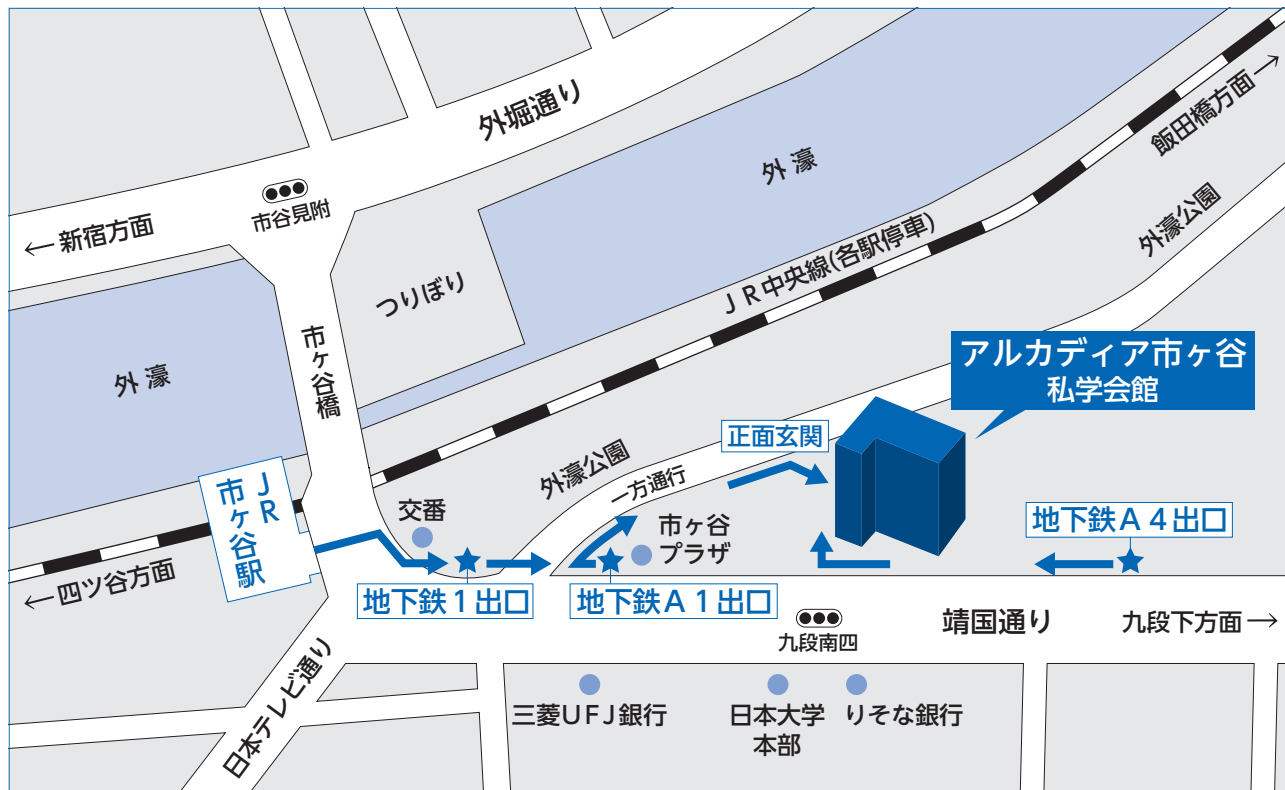 外堀通り
飯田橋方面→
外濠
市谷見附
←新宿方面
外濠公園
つりぼり
JR中央線(各駅停車)
市ヶ谷橋
外濠
アルカディア市ヶ谷
私学会館
正面玄関
外濠公園
一方通行
JR
市ヶ谷駅
交番
市ヶ谷
プラザ
地下鉄A4出口
←四ツ谷方面
地下鉄1出口
地下鉄A1出口
九段南四
靖国通り
九段下方面→
日本テレビ通り
三菱UFJ銀行
日本大学
本部
りそな銀行